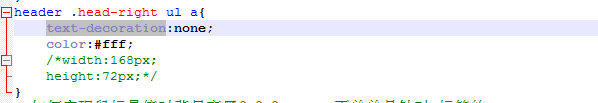 header .head-right ul a{
text-decoration:none;
color:#fff;
/*width:168px;
height:72px;*/
}